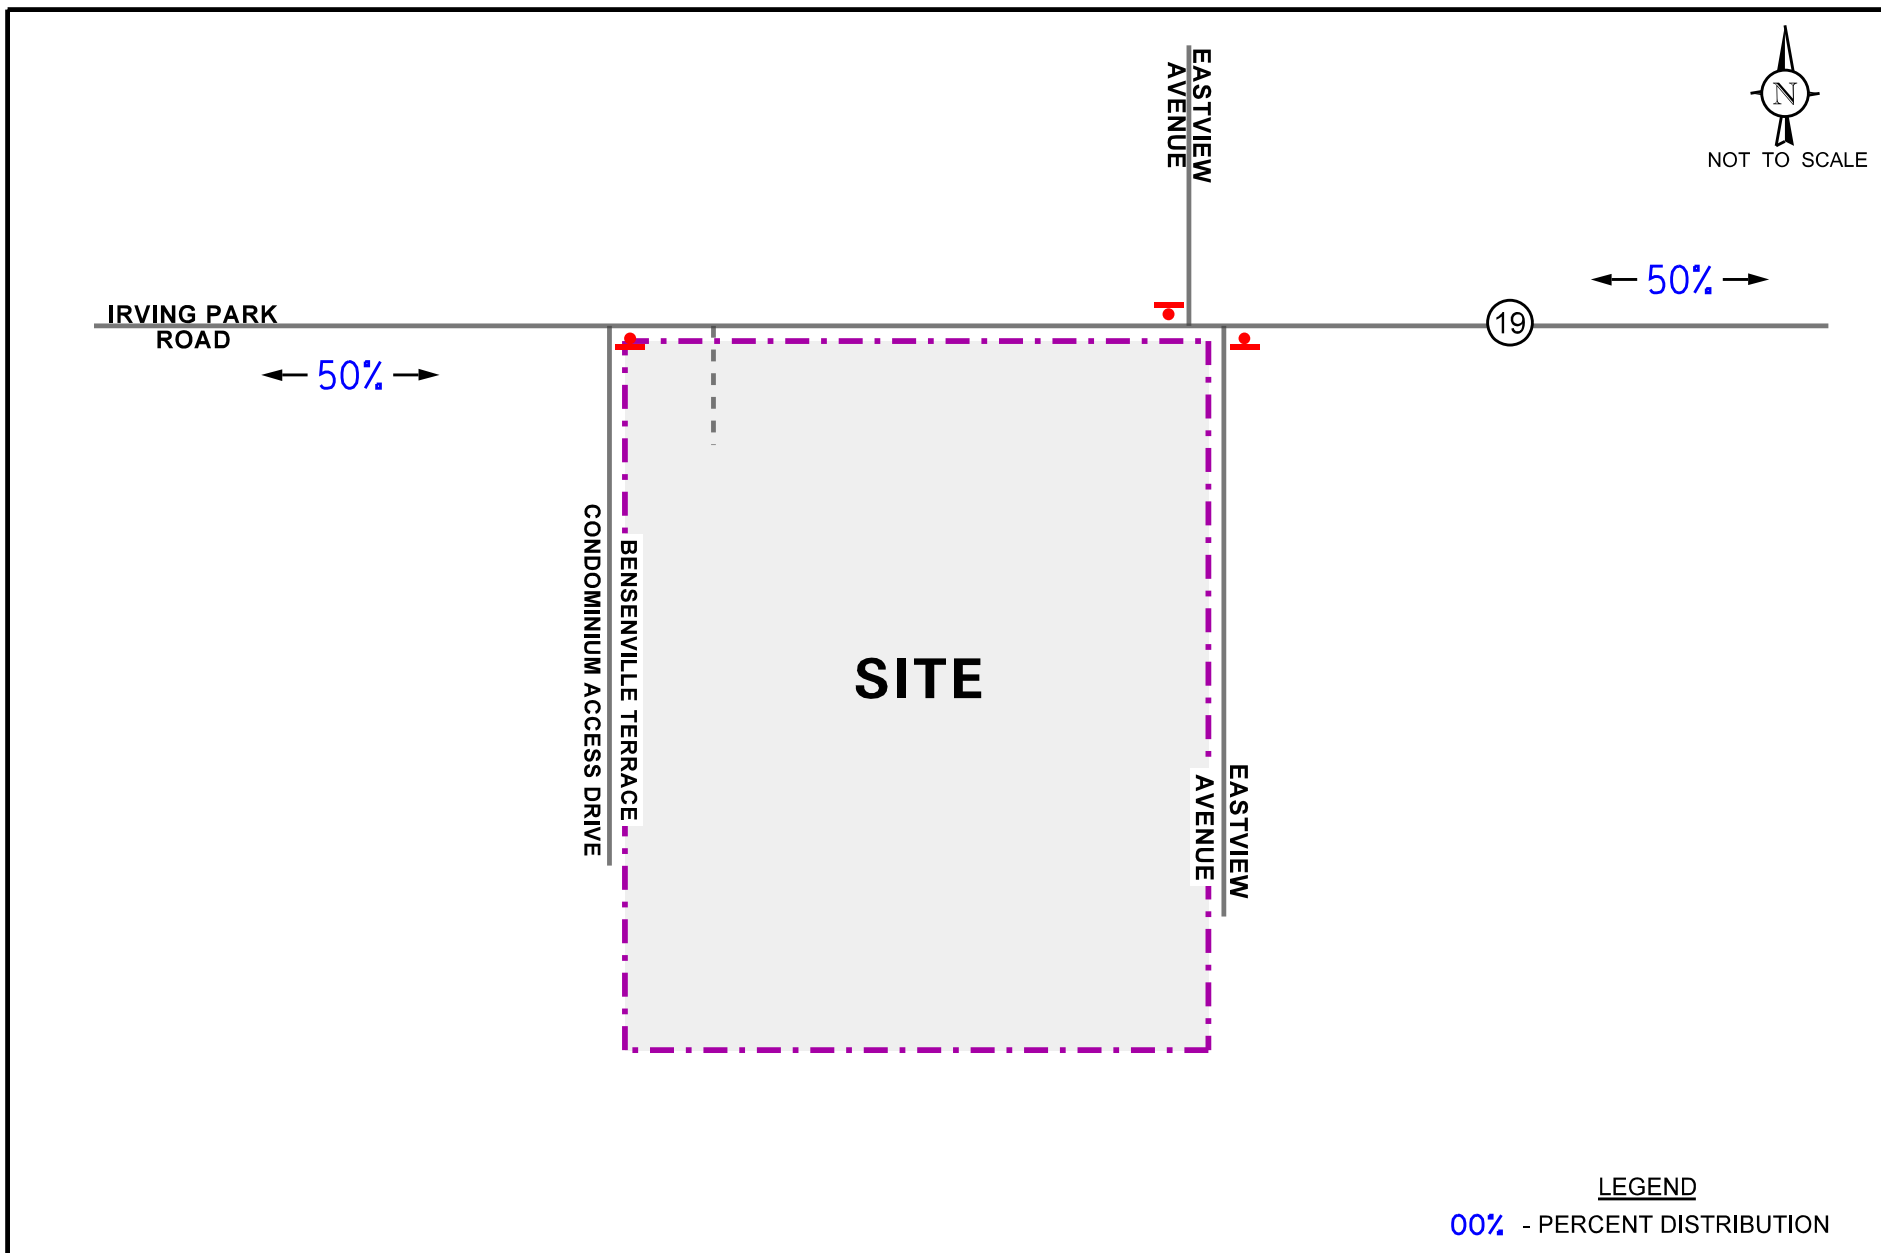 EASTVIEW
AVENUE
N
NOT TO SCALE
50%
IRVING PARK
ROAD
19
50%
BENSENVILLE TERRACE
CONDOMINIUM ACCESS DRIVE
SITE
EASTVIEW
AVENUE
LEGEND
00% - PERCENT DISTRIBUTION